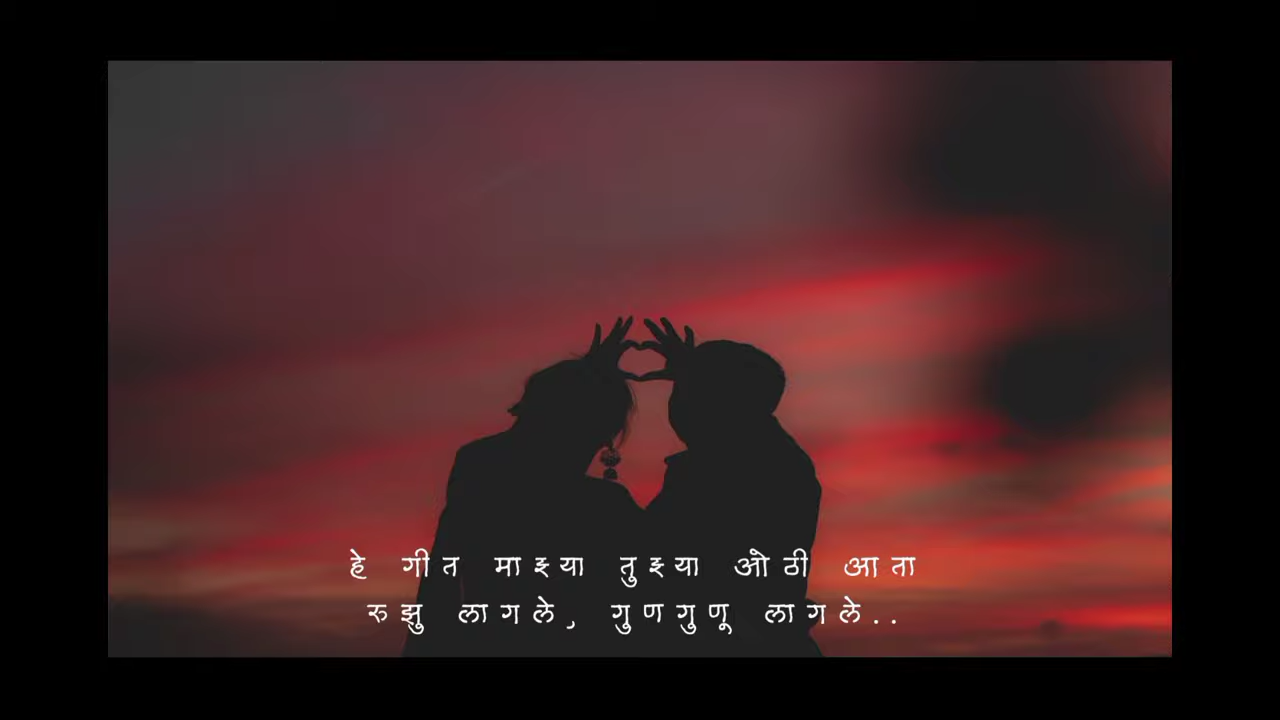 हे गीत माझ्या तुझ्या ओठी आता
रुझु लागले, गुणगुणू लागले..